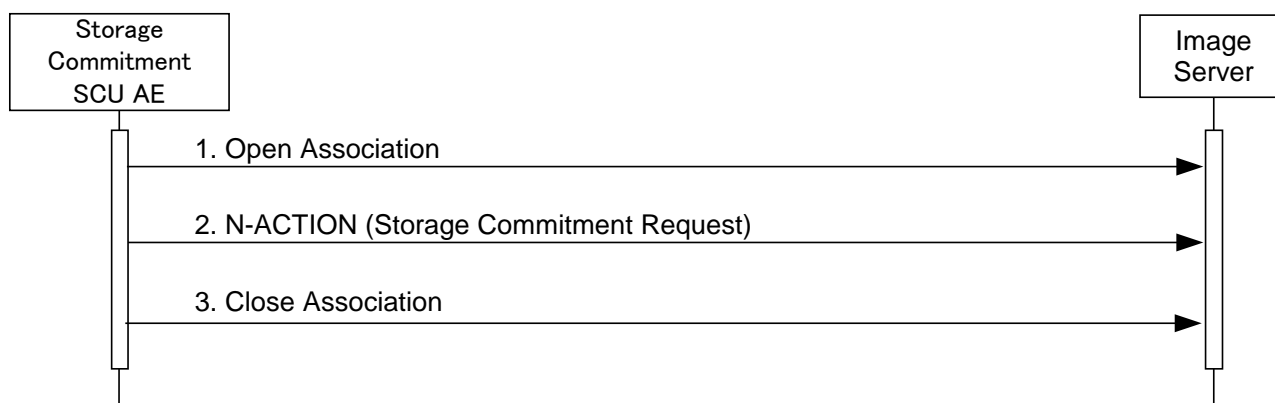 Storage
Commitment
SCU AE
Image
Server
1. Open Association
2. N-ACTION (Storage Commitment Request)
3. Close Association